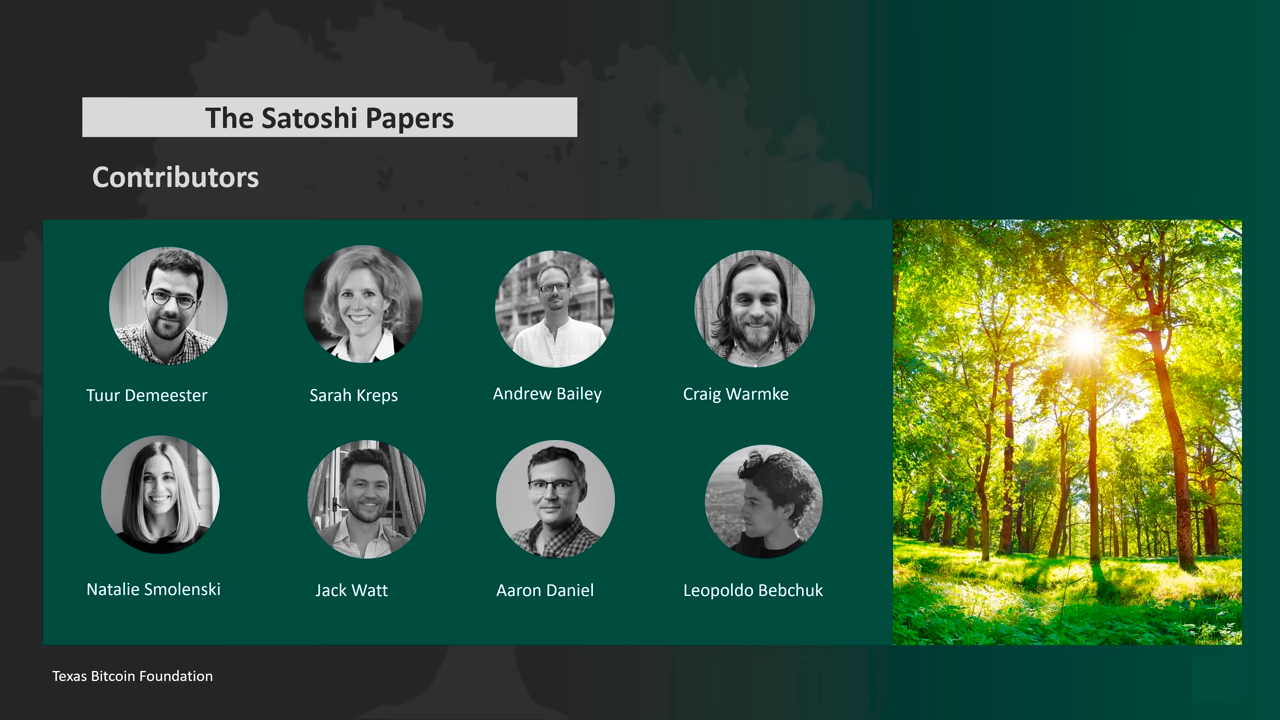 The Satoshi Papers
Contributors
Tuur Demeester
Sarah Kreps
Andrew Bailey
Craig Warmke
Natalie Smolenski
Jack Watt
Aaron Daniel
Leopoldo Bebchuk
Texas Bitcoin Foundation